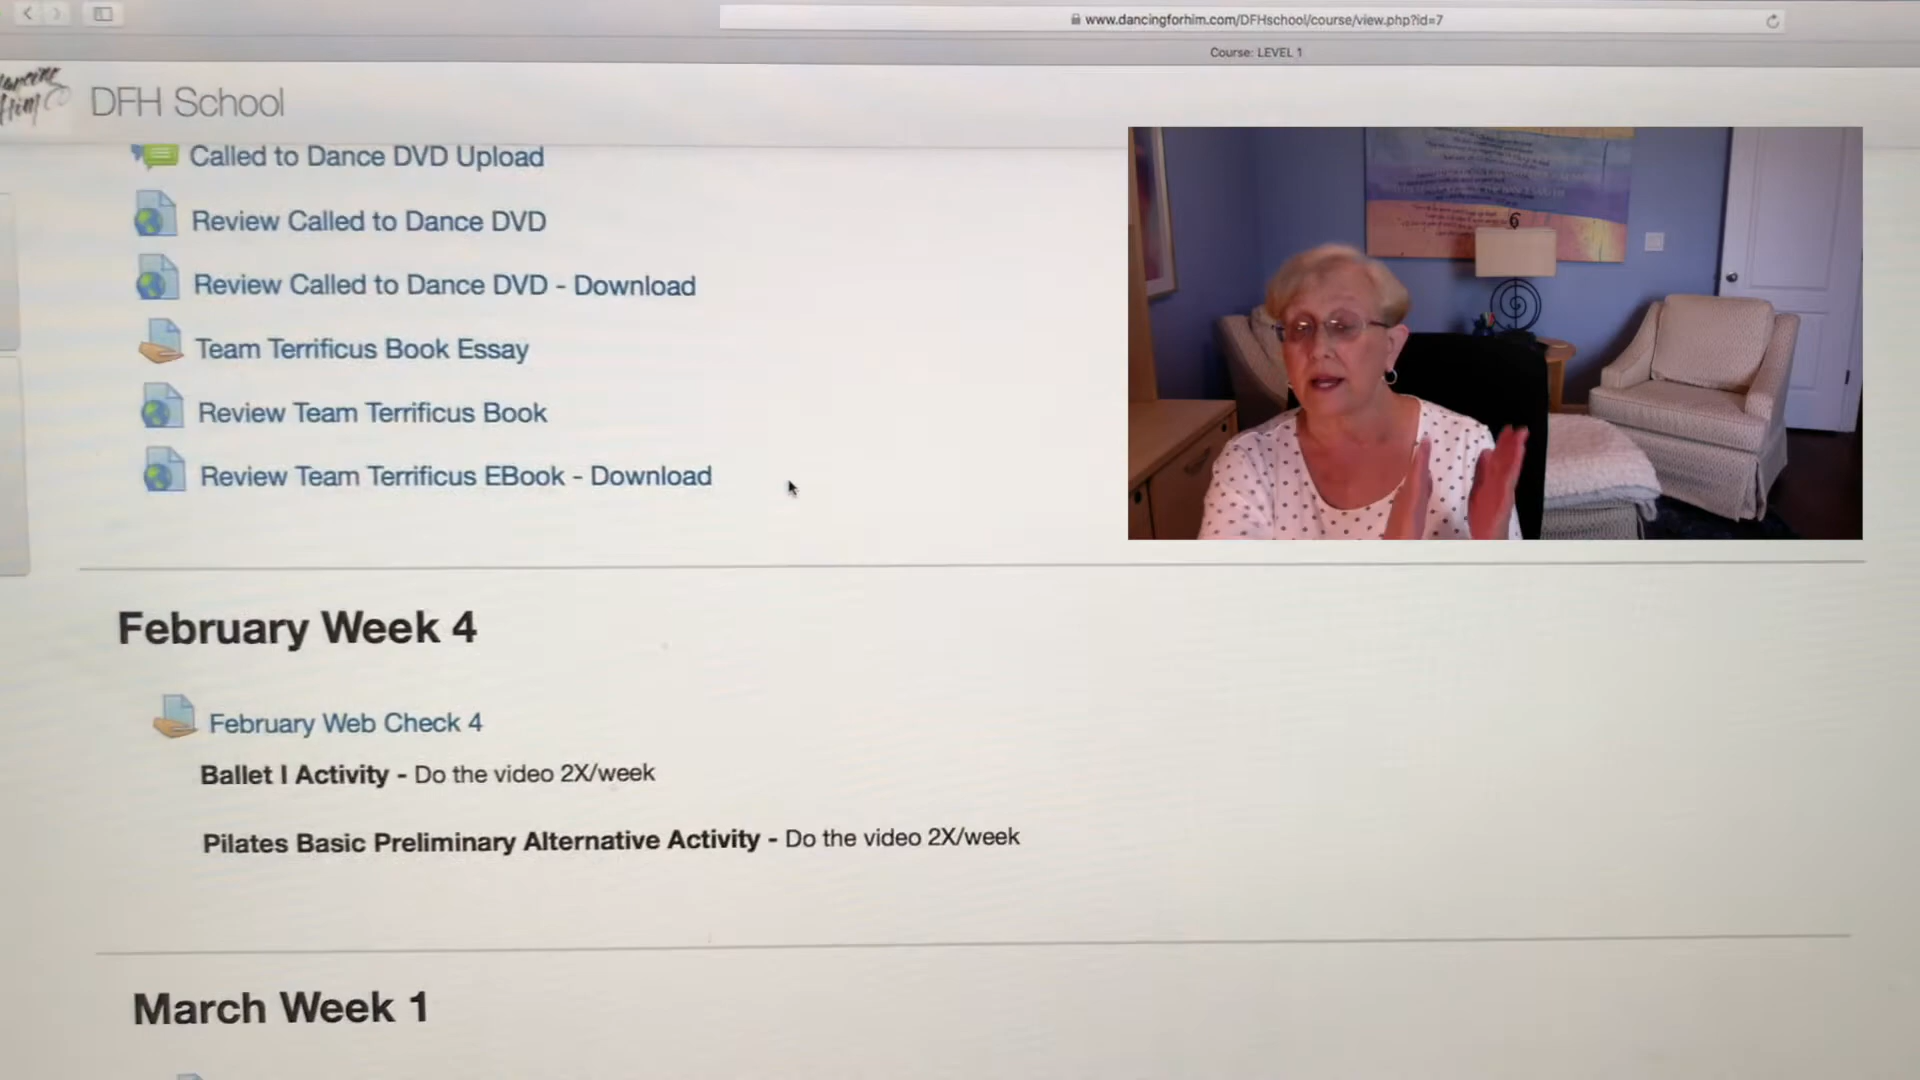 www.dancingforhim.com/DFHschool/course/view.php?id=7
Course: LEVEL 1
DFH School
Called to Dance DVD Upload
Review Called to Dance DVD
Review Called to Dance DVD - Download
Team Terrificus Book Essay
Review Team Terrificus Book
Review Team Terrificus EBook - Download
February Week 4
February Web Check 4
Ballet I Activity - Do the video 2X/week
Pilates Basic Preliminary Alternative Activity - Do the video 2X/week
March Week 1